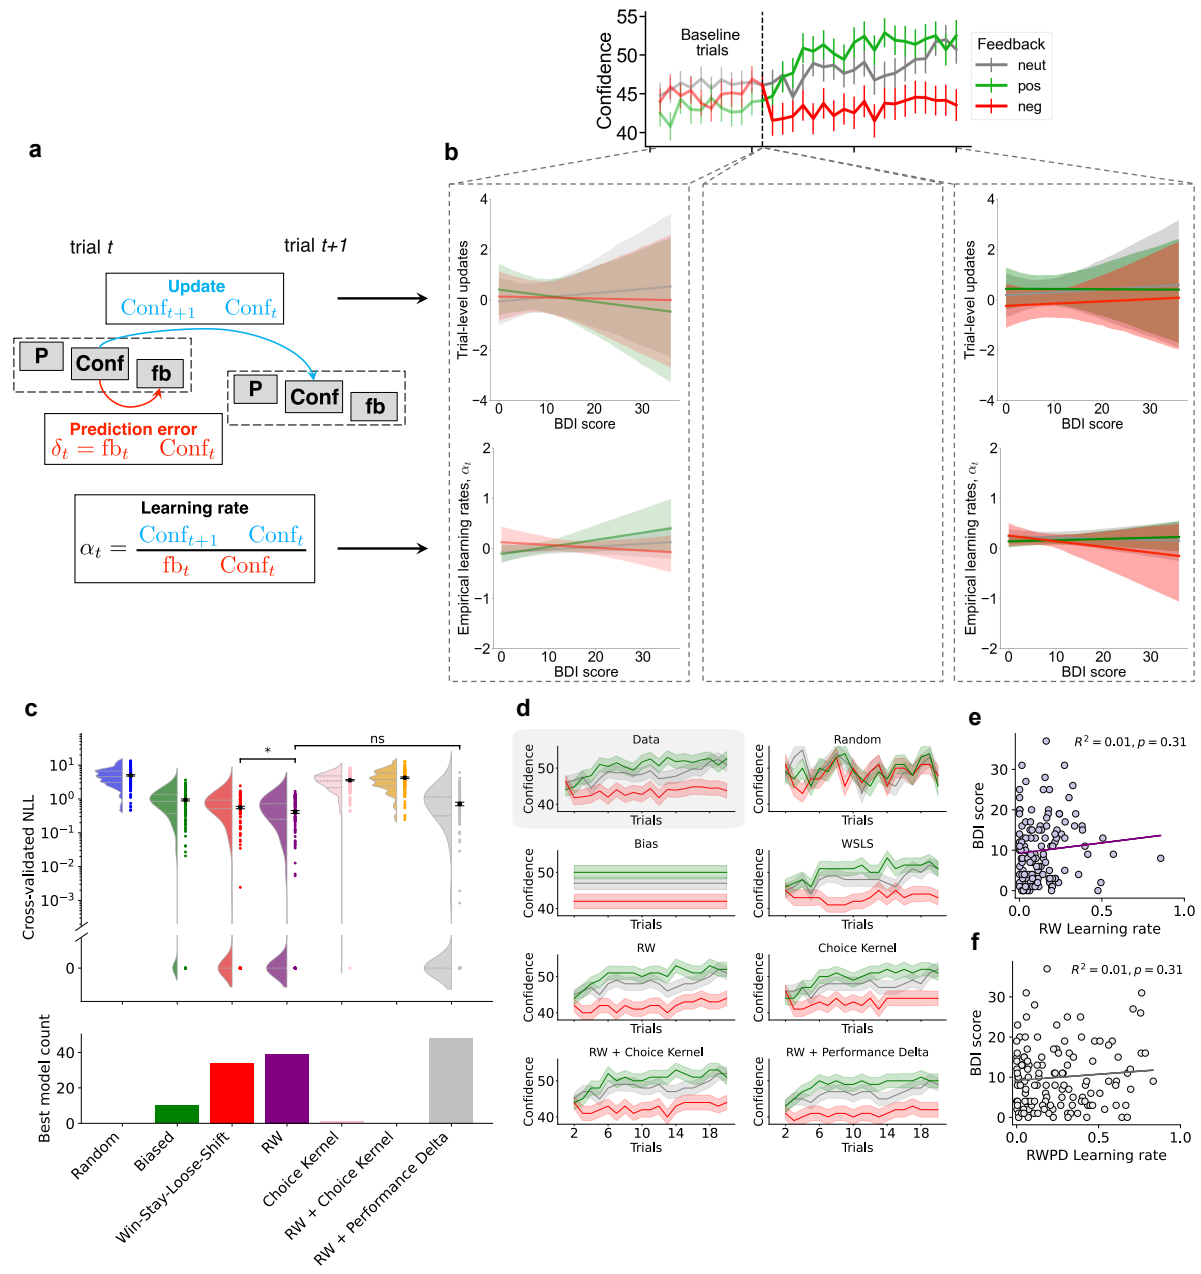 55
50
45
40
Confidence
Baseline
trials
Feedback
neut
pos
neg
a
b
trial t
trial t+1
Update
Conf_{t+1} Conf_t
P
Conf
fb
P
Conf
fb
Prediction error
δ_t = fb_t Conf_t
Learning rate
α_t =
Conf_{t+1} Conf_t
fb_t Conf_t
Trial-level updates
4
2
0
−2
−4
0 10 20 30
BDI score
Trial-level updates
4
2
0
−2
−4
0 10 20 30
BDI score
Empirical learning rates, α_t
2
1
0
−1
−2
0 10 20 30
BDI score
Empirical learning rates, α_t
2
1
0
−1
−2
0 10 20 30
BDI score
c
Cross-validated NLL
10^1
10^0
10^−1
10^−2
10^−3
0
*
ns
Best model count
40
20
0
Random
Biased
Win-Stay-Loose-Shift
RW
Choice Kernel
RW + Choice Kernel
RW + Performance Delta
d
Data
Confidence
50
40
Trials
Random
Confidence
Trials
Bias
Confidence
50
40
Trials
WSLS
Confidence
Trials
RW
Confidence
50
40
Trials
Choice Kernel
Confidence
Trials
RW + Choice Kernel
Confidence
50
40
2 6 10 14 18
Trials
RW + Performance Delta
Confidence
2 6 10 14 18
Trials
e
R² = 0.01, p = 0.31
BDI score
30
20
10
0
0.0 0.5 1.0
RW Learning rate
f
R² = 0.01, p = 0.31
BDI score
30
20
10
0
0.0 0.5 1.0
RWPD Learning rate